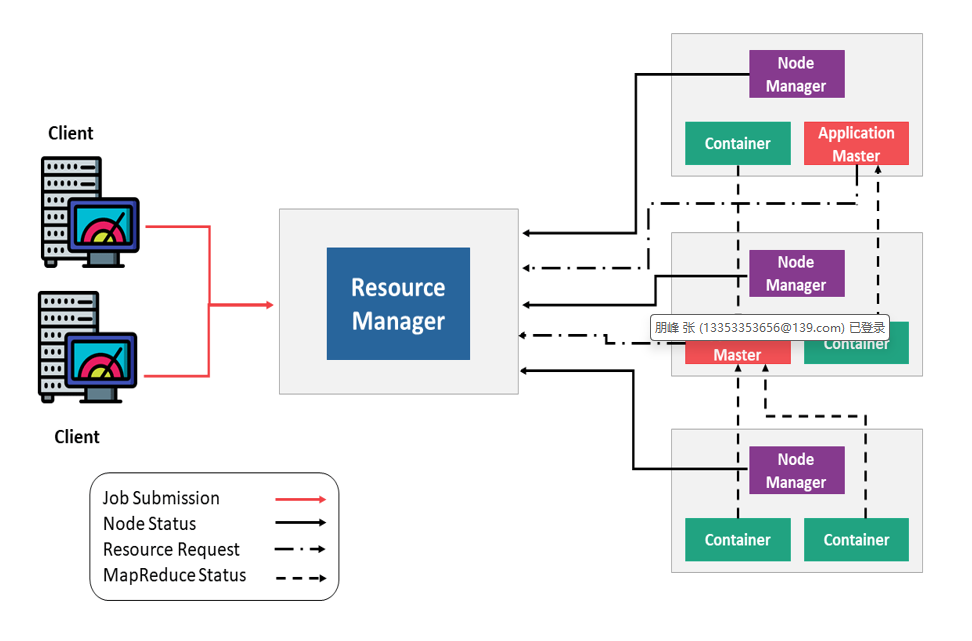 Client
Client
Job Submission
Node Status
Resource Request
MapReduce Status
Resource
Manager
Node
Manager
Container
Application
Master
Node
Manager
朋峰 张 (13353353656@139.com) 已登录
Master
Container
Node
Manager
Container
Container